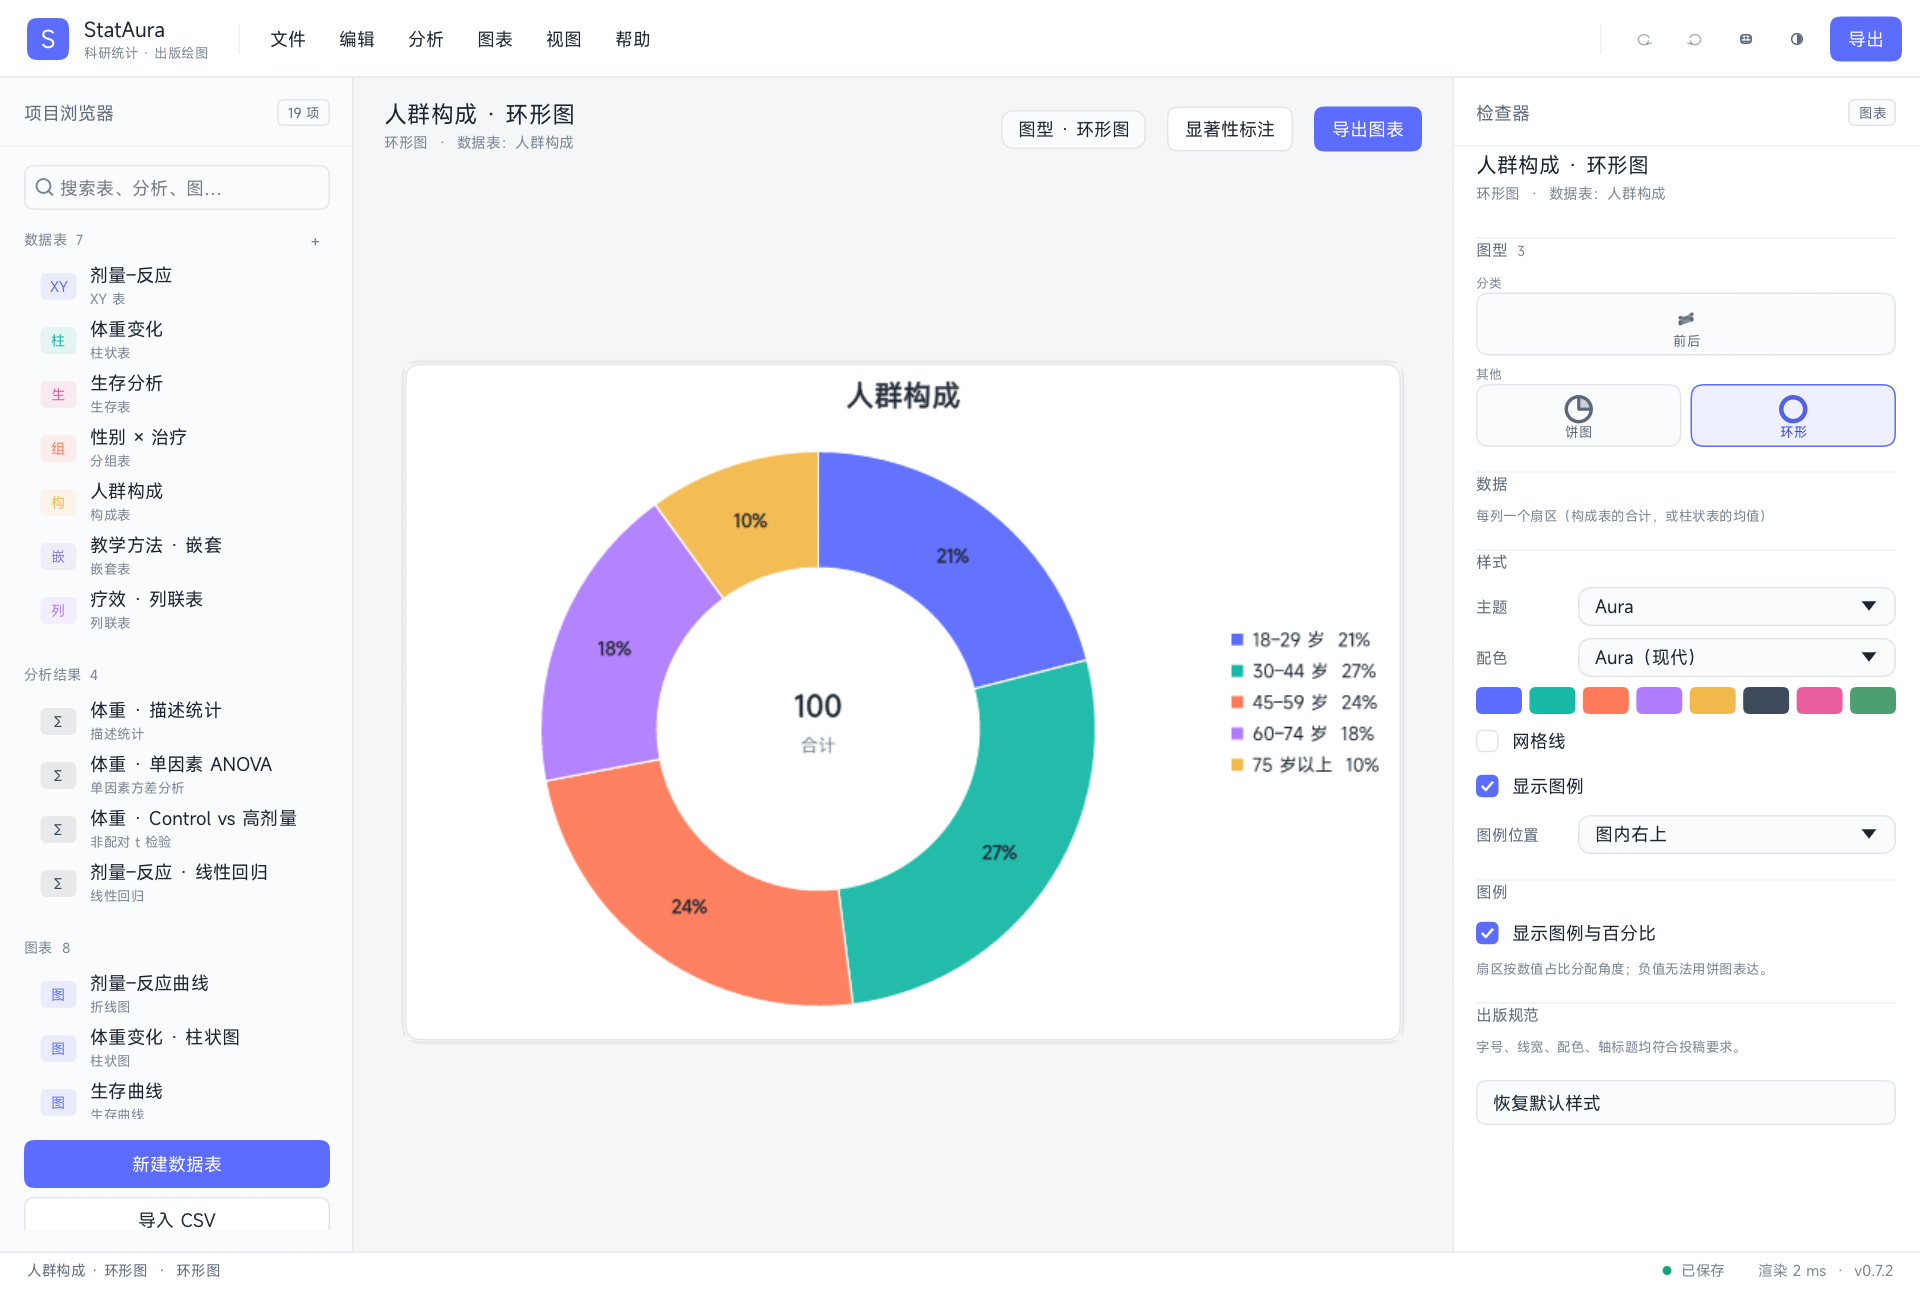 S
StatAura
科研统计 · 出版绘图
文件 编辑 分析 图表 视图 帮助
导出
项目浏览器
19 项
搜索表、分析、图…
数据表 7
+
XY
剂量–反应
XY 表
柱
体重变化
柱状表
生
生存分析
生存表
组
性别 × 治疗
分组表
构
人群构成
构成表
嵌
教学方法 · 嵌套
嵌套表
列
疗效 · 列联表
列联表
分析结果 4
Σ
体重 · 描述统计
描述统计
Σ
体重 · 单因素 ANOVA
单因素方差分析
Σ
体重 · Control vs 高剂量
非配对 t 检验
Σ
剂量–反应 · 线性回归
线性回归
图表 8
图
剂量–反应曲线
折线图
图
体重变化 · 柱状图
柱状图
图
生存曲线
生存曲线
新建数据表
导入 CSV
人群构成 · 环形图
环形图 · 数据表：人群构成
图型 · 环形图
显著性标注
导出图表
人群构成
10%
21%
18%
27%
24%
100
合计
18–29 岁 21%
30–44 岁 27%
45–59 岁 24%
60–74 岁 18%
75 岁以上 10%
检查器
图表
人群构成 · 环形图
环形图 · 数据表：人群构成
图型 3
分类
前后
其他
饼图
环形
数据
每列一个扇区（构成表的合计，或柱状表的均值）
样式
主题
Aura
配色
Aura（现代）
网格线
显示图例
图例位置
图内右上
图例
显示图例与百分比
扇区按数值占比分配角度；负值无法用饼图表达。
出版规范
字号、线宽、配色、轴标题均符合投稿要求。
恢复默认样式
人群构成 · 环形图 · 环形图
已保存
渲染 2 ms · v0.7.2